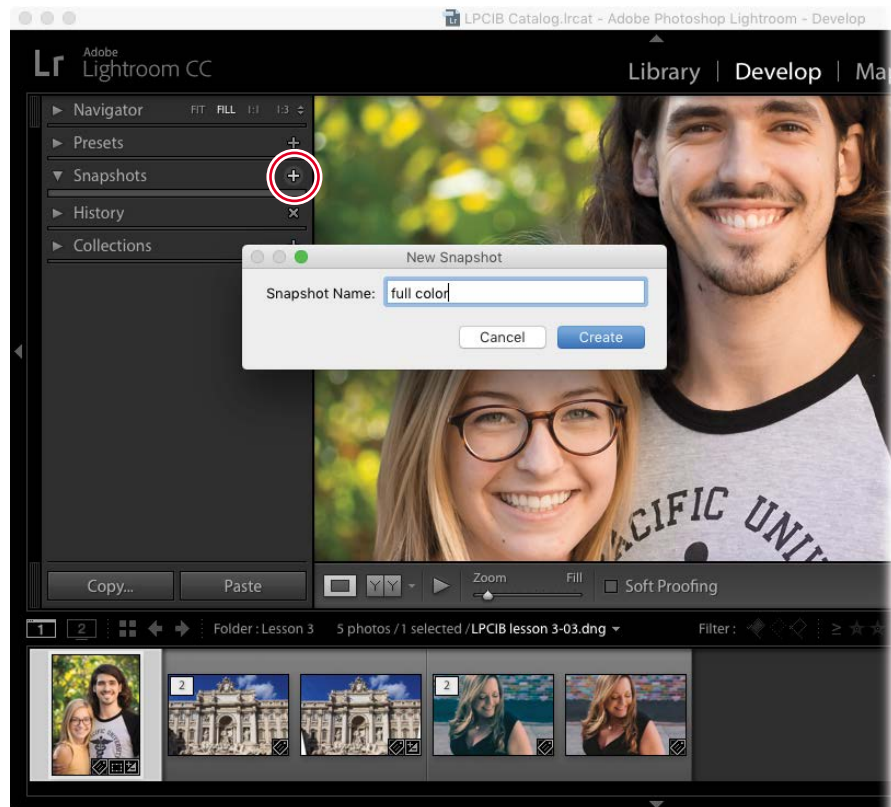 LPCIB Catalog.lrcat - Adobe Photoshop Lightroom - Develop
Lr Adobe
Lightroom CC
Library | Develop | Ma
Navigator FIT FILL 1:1 1:3
Presets
Snapshots
History
Collections
New Snapshot
Snapshot Name: full color
Cancel Create
CIFIC UNI
Copy... Paste
Zoom Fill Soft Proofing
1 2 Folder : Lesson 3 5 photos / 1 selected / LPCIB lesson 3-03.dng Filter :
2 2